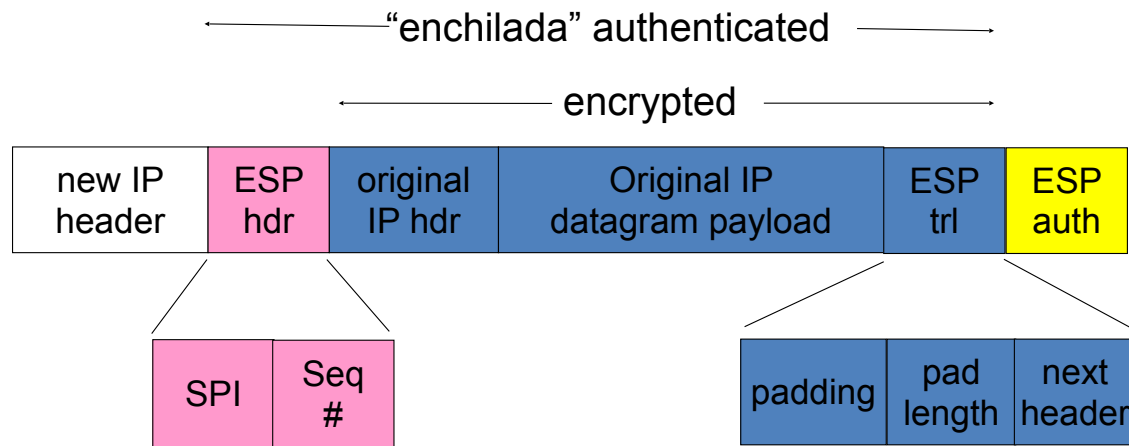 “enchilada” authenticated
encrypted
new IP
header
ESP
hdr
original
IP hdr
Original IP
datagram payload
ESP
trl
ESP
auth
SPI
Seq
#
padding
pad
length
next
header